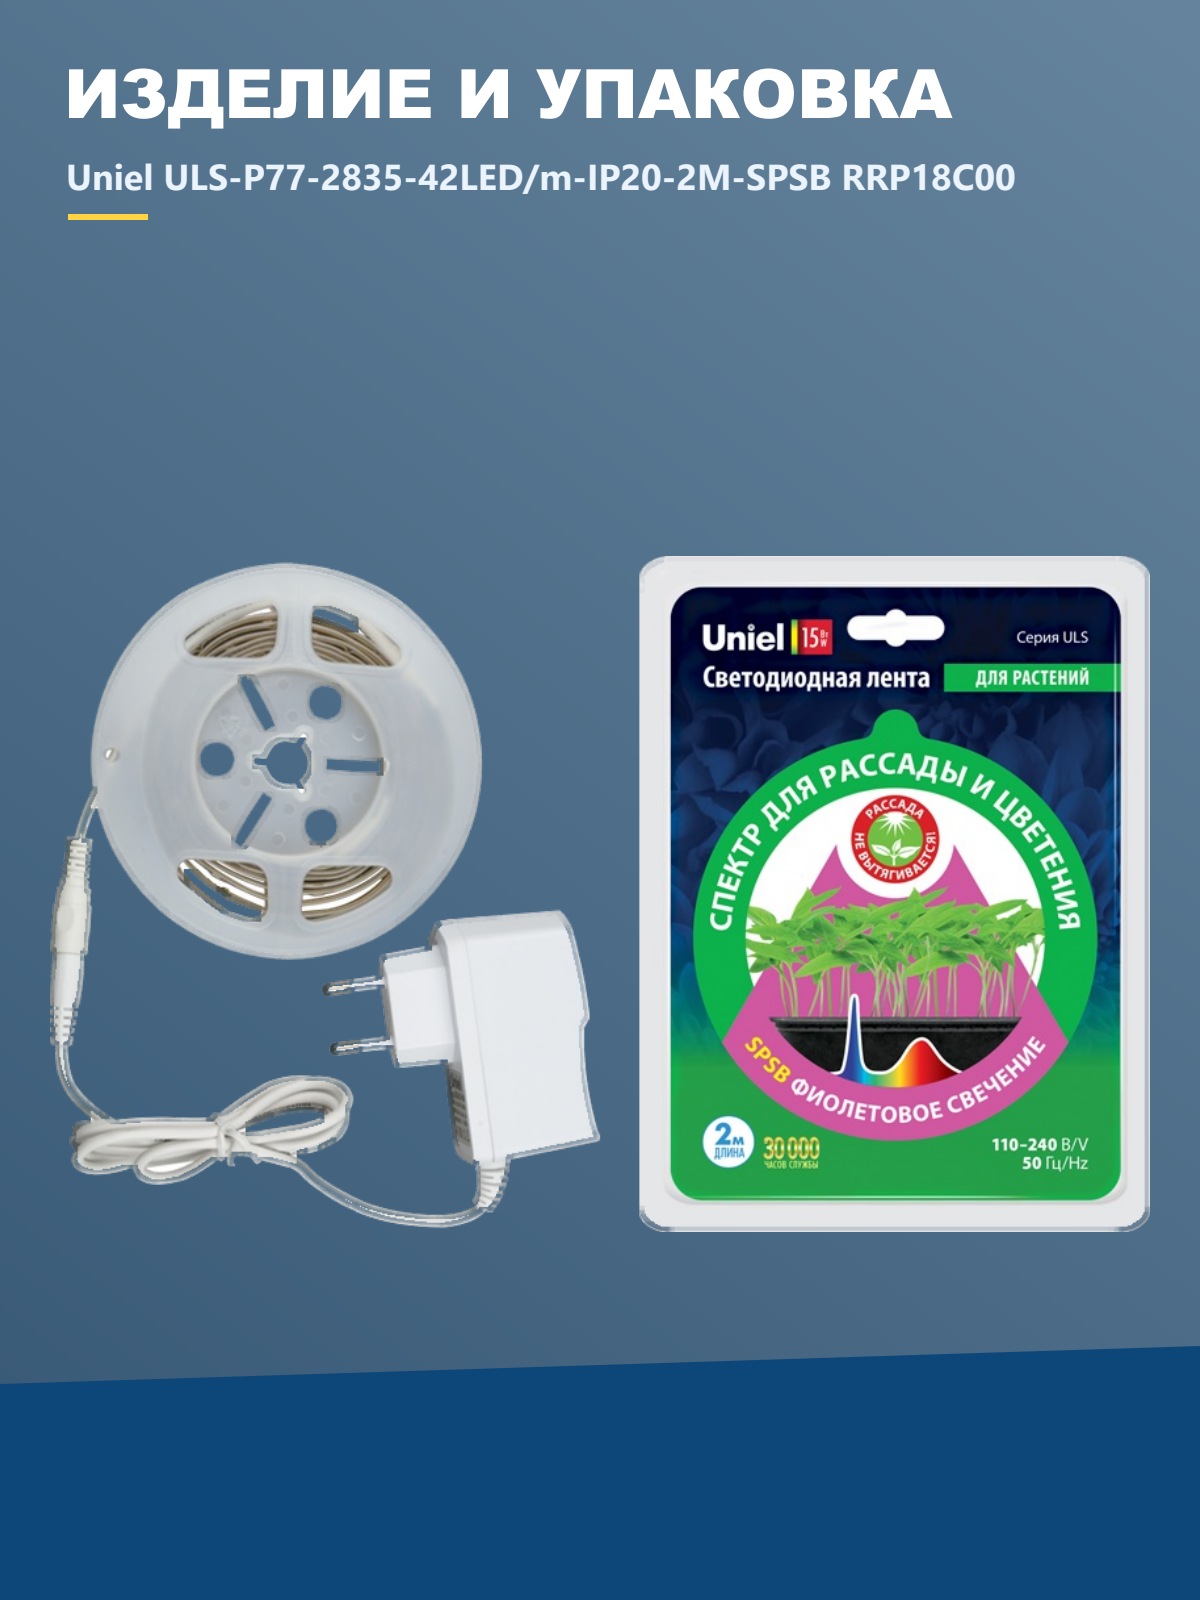 ИЗДЕЛИЕ И УПАКОВКА
Uniel ULS-P77-2835-42LED/m-IP20-2M-SPSB RRP18C00
Uniel 15 Вт W
Серия ULS
Светодиодная лента
ДЛЯ РАСТЕНИЙ
СПЕКТР ДЛЯ РАССАДЫ И ЦВЕТЕНИЯ
РАССАДА
НЕ ВЫТЯГИВАЕТСЯ!
SPSB ФИОЛЕТОВОЕ СВЕЧЕНИЕ
2м
ДЛИНА
30 000
ЧАСОВ СЛУЖБЫ
110–240 В/V
50 Гц/Hz